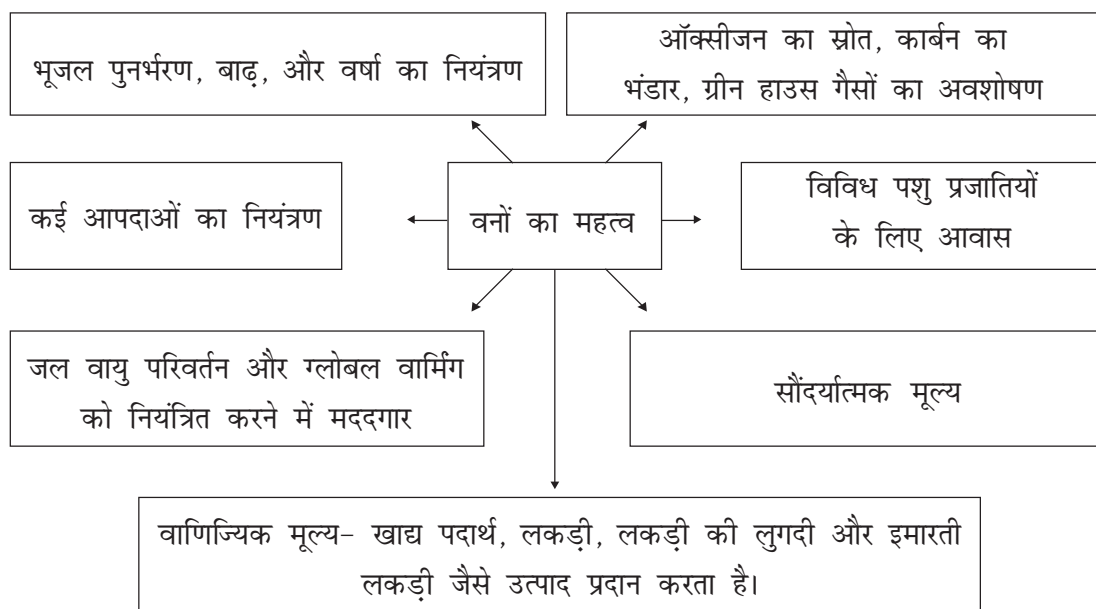 भूजल पुनर्भरण, बाढ़, और वर्षा का नियंत्रण
ऑक्सीजन का स्रोत, कार्बन का
भंडार, ग्रीन हाउस गैसों का अवशोषण
कई आपदाओं का नियंत्रण
वनों का महत्व
विविध पशु प्रजातियों
के लिए आवास
जल वायु परिवर्तन और ग्लोबल वार्मिंग
को नियंत्रित करने में मददगार
सौंदर्यात्मक मूल्य
वाणिज्यिक मूल्य– खाद्य पदार्थ, लकड़ी, लकड़ी की लुगदी और इमारती
लकड़ी जैसे उत्पाद प्रदान करता है।